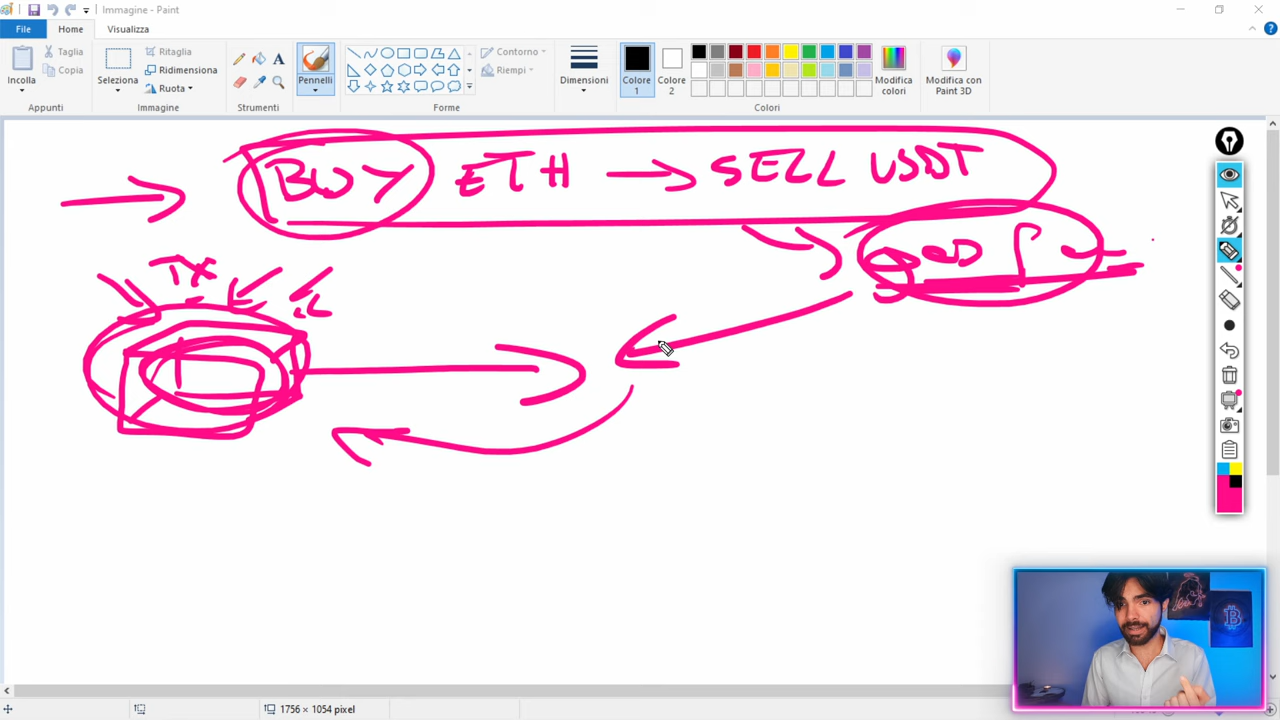 Immagine - Paint
File Home Visualizza
Incolla
Taglia
Copia
Appunti
Seleziona
Ritaglia
Ridimensiona
Ruota
Immagine
Pennelli
Strumenti
Contorno
Riempi
Forme
Dimensioni
Colore 1
Colore 2
Colori
Modifica colori
Modifica con Paint 3D
BUY ETH → SELL USDT
TX
1756 × 1054 pixel